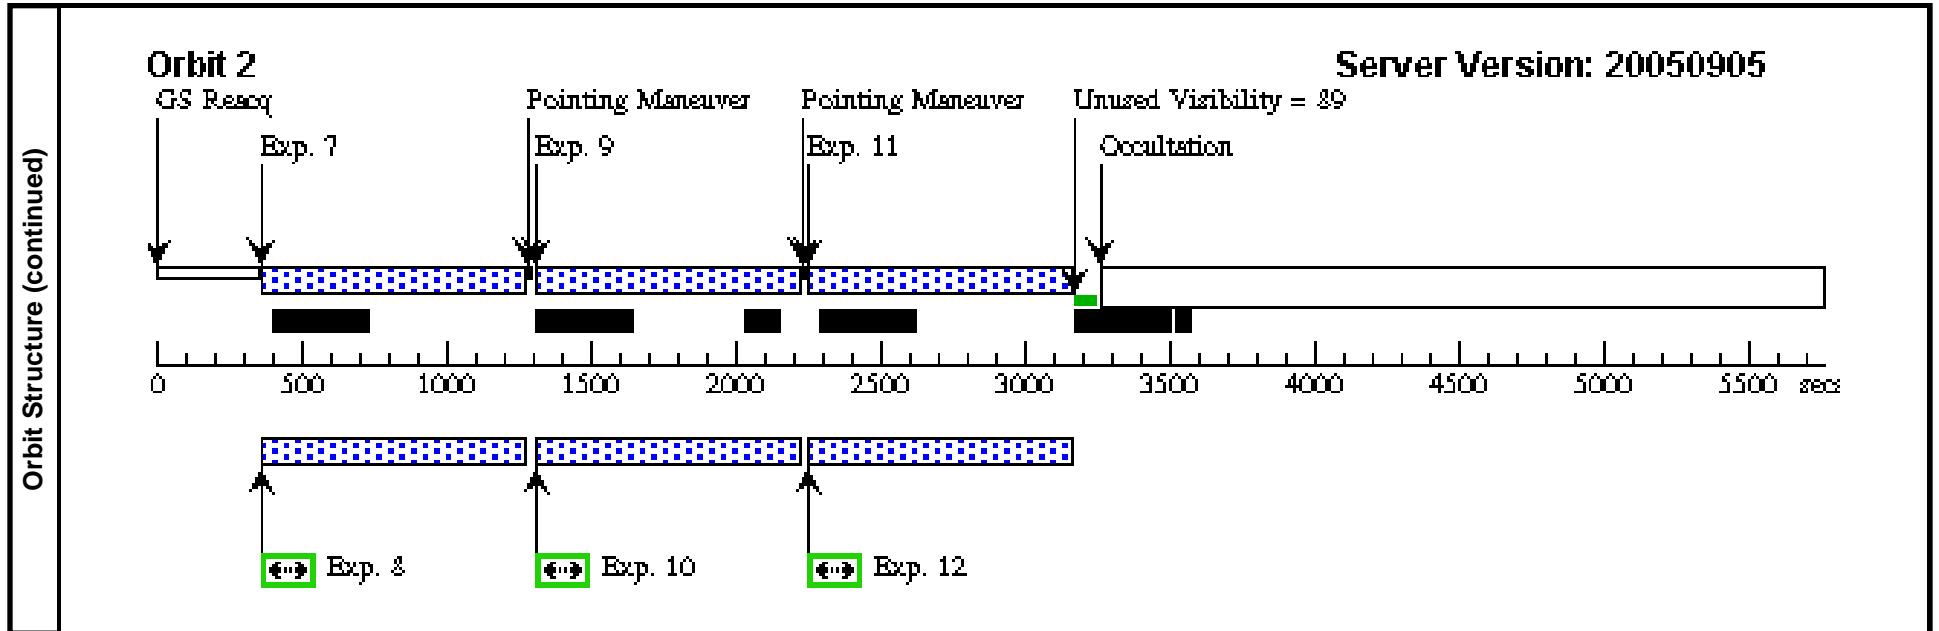 Orbit Structure (continued)
Orbit 2
Server Version: 20050905
GS Reacq
Pointing Maneuver
Pointing Maneuver
Unused Visibility = 89
Exp. 7
Exp. 9
Exp. 11
Occultation
0 500 1000 1500 2000 2500 3000 3500 4000 4500 5000 5500 secs
Exp. 8
Exp. 10
Exp. 12